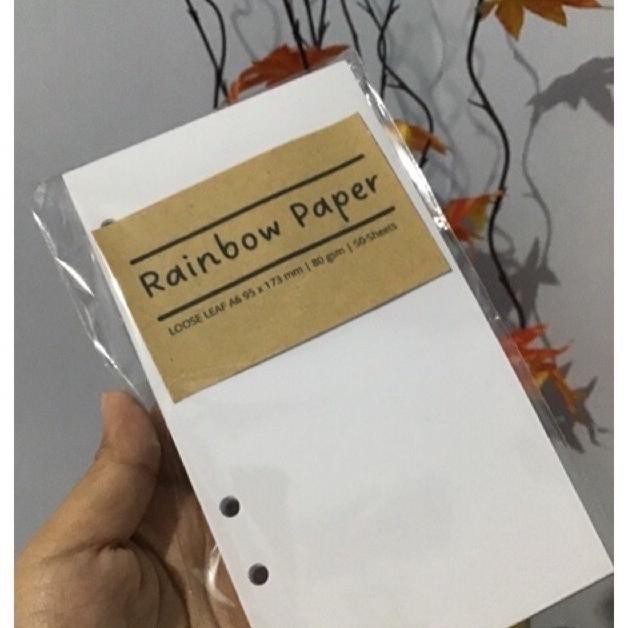 Rainbow Paper
LOOSE LEAF A6 95 x 173 mm | 80 gsm | 50-Sheets